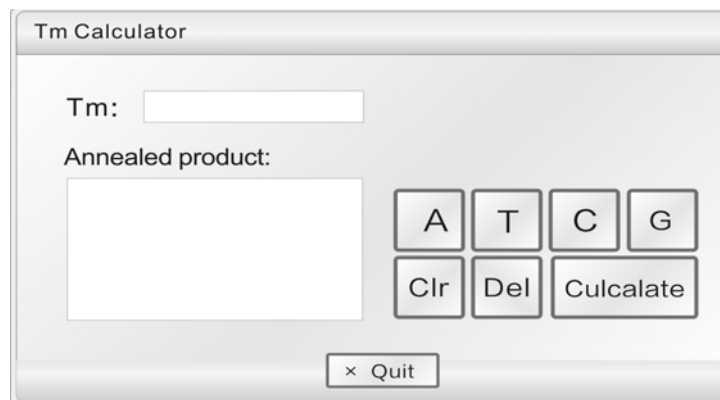 Tm Calculator
Tm:
Annealed product:
A T C G
Clr Del Culcalate
× Quit